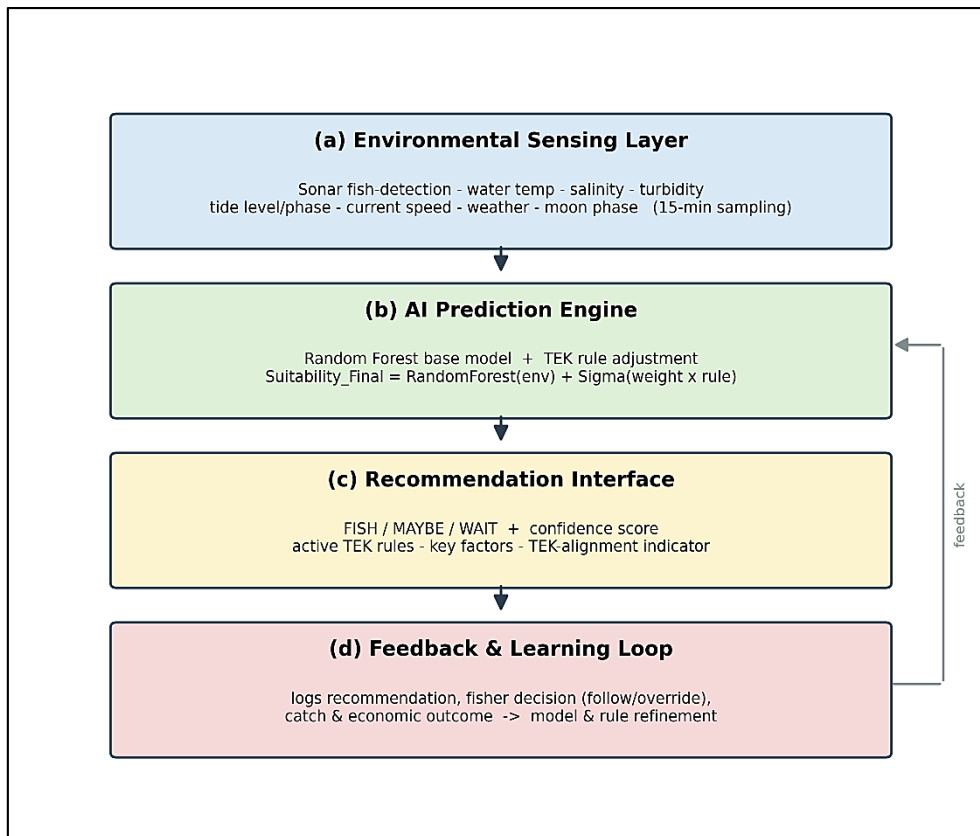 (a) Environmental Sensing Layer
Sonar fish-detection - water temp - salinity - turbidity
tide level/phase - current speed - weather - moon phase (15-min sampling)
(b) AI Prediction Engine
Random Forest base model + TEK rule adjustment
Suitability_Final = RandomForest(env) + Sigma(weight x rule)
(c) Recommendation Interface
FISH / MAYBE / WAIT + confidence score
active TEK rules - key factors - TEK-alignment indicator
(d) Feedback & Learning Loop
logs recommendation, fisher decision (follow/override),
catch & economic outcome -> model & rule refinement
feedback